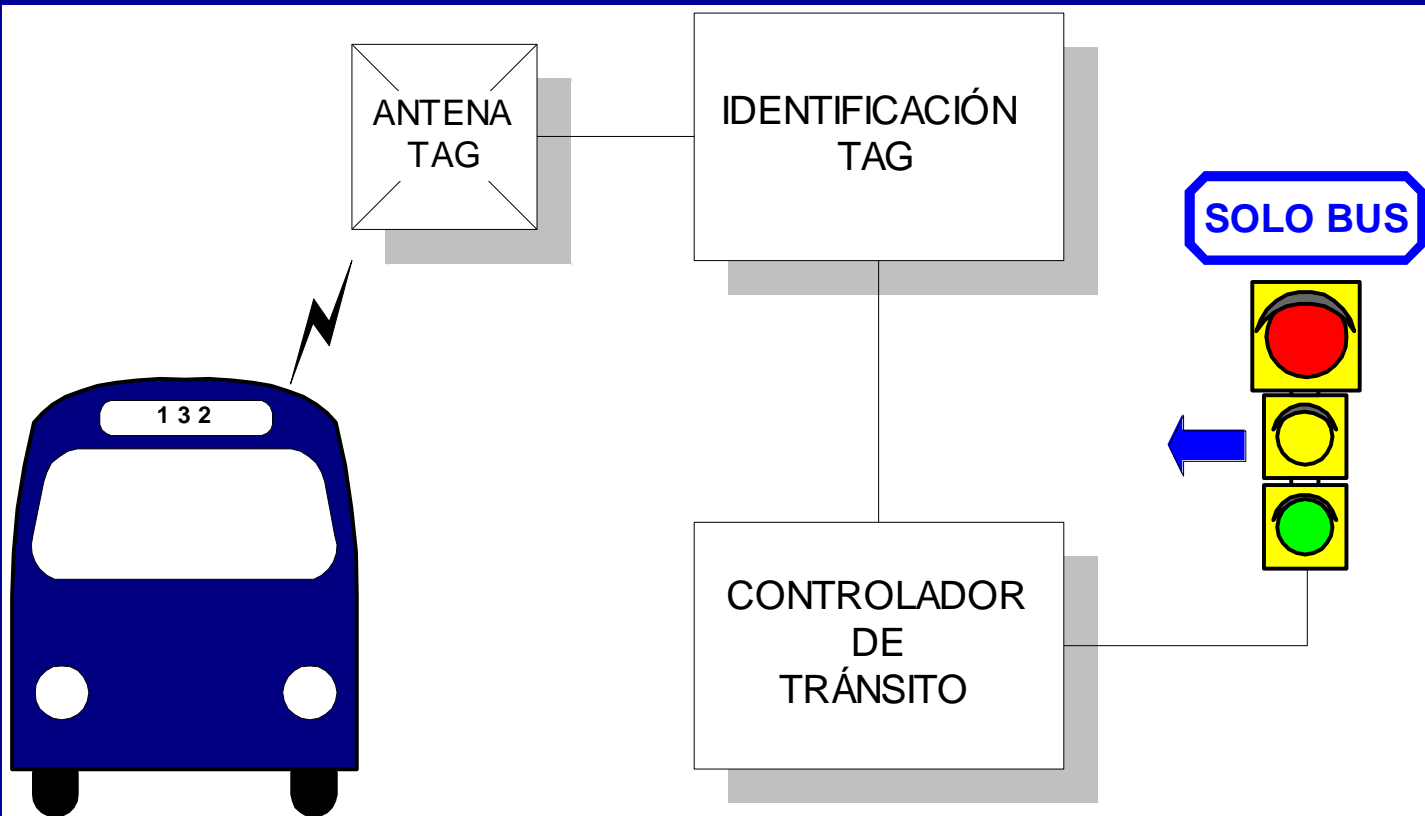 ANTENA
TAG
IDENTIFICACIÓN
TAG
SOLO BUS
1 3 2
CONTROLADOR
DE
TRÁNSITO